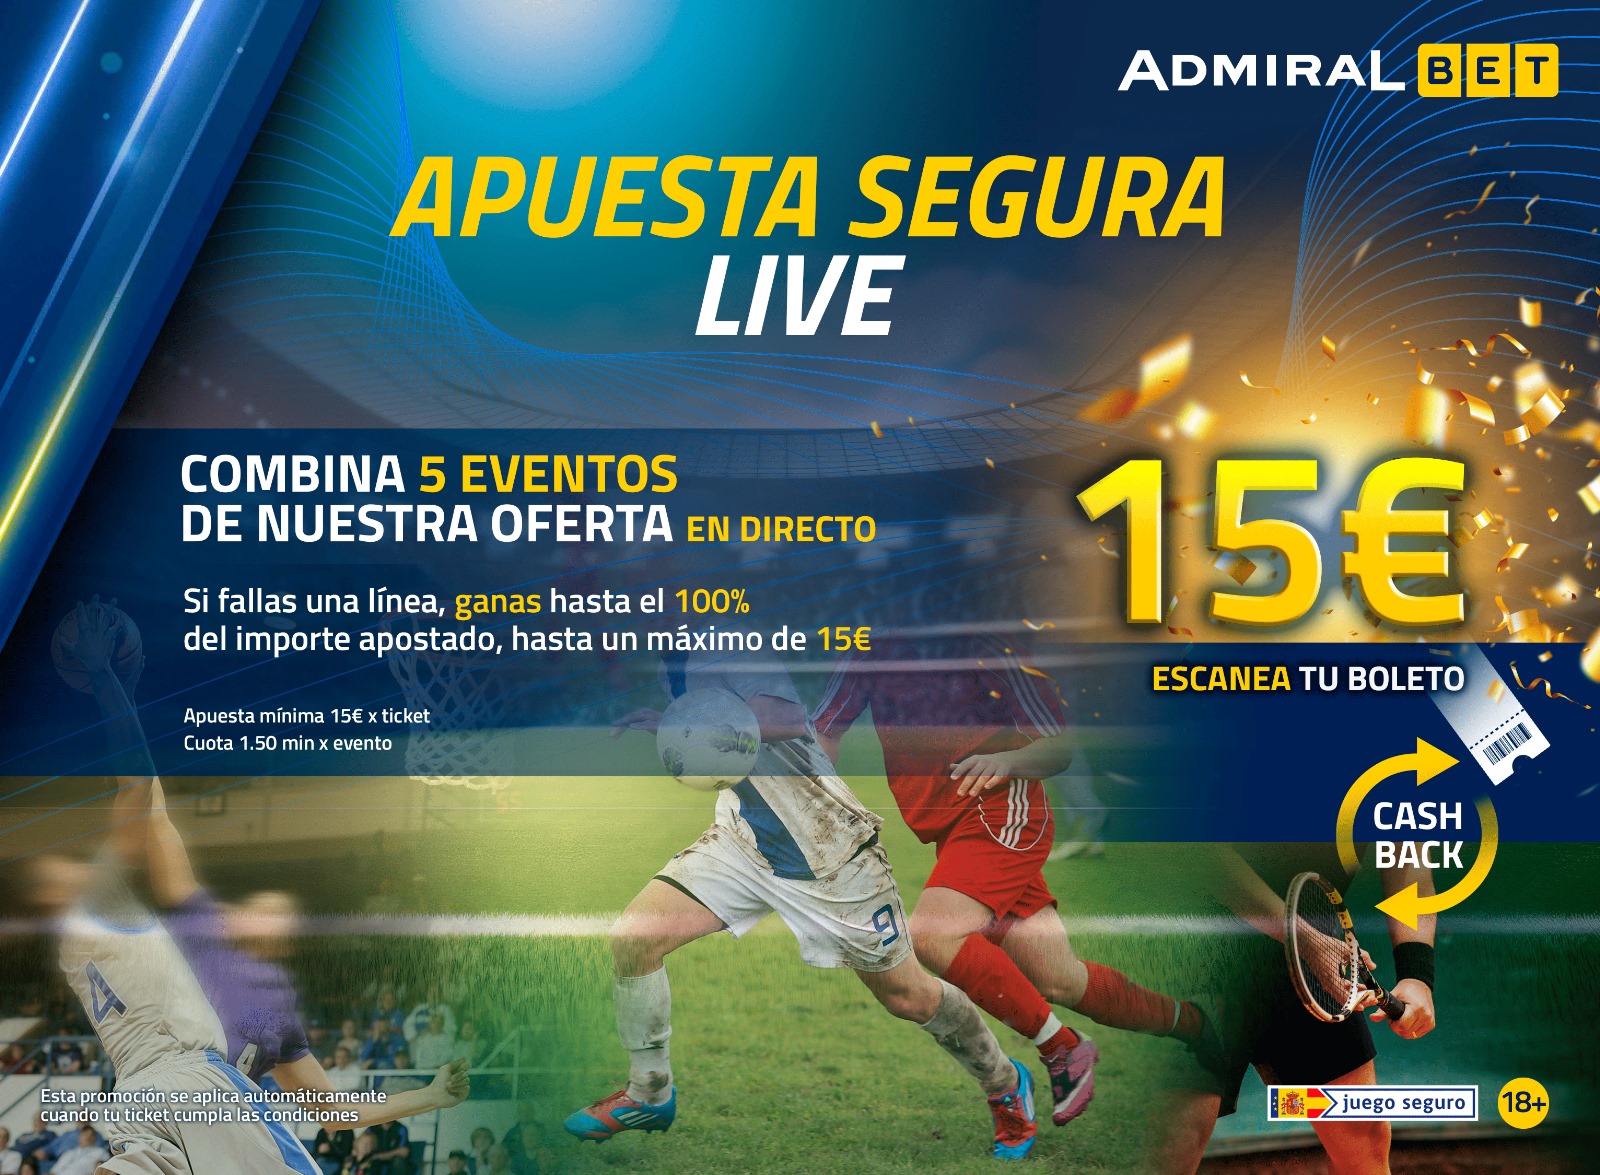 ADMIRAL BET
APUESTA SEGURA
LIVE
COMBINA 5 EVENTOS
DE NUESTRA OFERTA EN DIRECTO
Si fallas una línea, ganas hasta el 100%
del importe apostado, hasta un máximo de 15€
Apuesta mínima 15€ x ticket
Cuota 1.50 min x evento
15€
ESCANEA TU BOLETO
CASH
BACK
9
4
4
Esta promoción se aplica automáticamente
cuando tu ticket cumpla las condiciones
juego seguro
18+